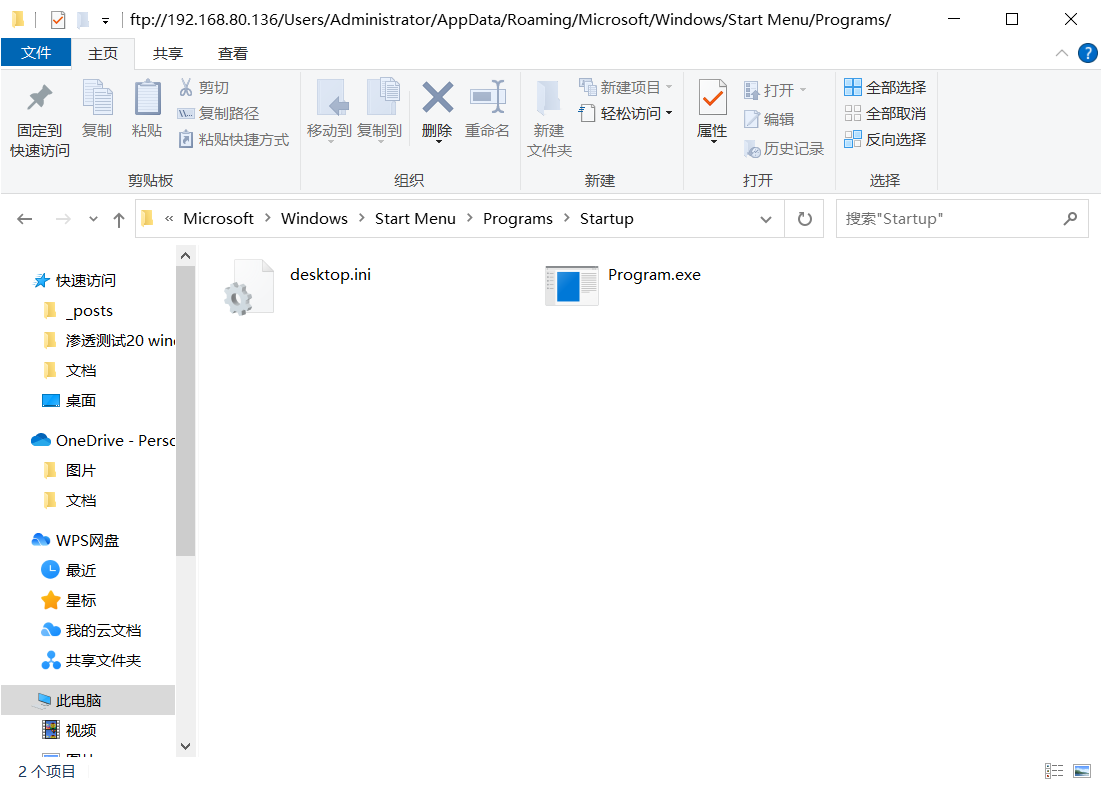 ftp://192.168.80.136/Users/Administrator/AppData/Roaming/Microsoft/Windows/Start Menu/Programs/
文件 主页 共享 查看
固定到
快速访问
复制
粘贴
剪切
复制路径
粘贴快捷方式
剪贴板
移动到 复制到 删除 重命名
组织
新建
文件夹
新建项目
轻松访问
新建
属性
打开
编辑
历史记录
打开
全部选择
全部取消
反向选择
选择
« Microsoft > Windows > Start Menu > Programs > Startup
搜索"Startup"
快速访问
_posts
渗透测试20 win
文档
桌面
OneDrive - Perso
图片
文档
WPS网盘
最近
星标
我的云文档
共享文件夹
此电脑
视频
desktop.ini
Program.exe
2 个项目